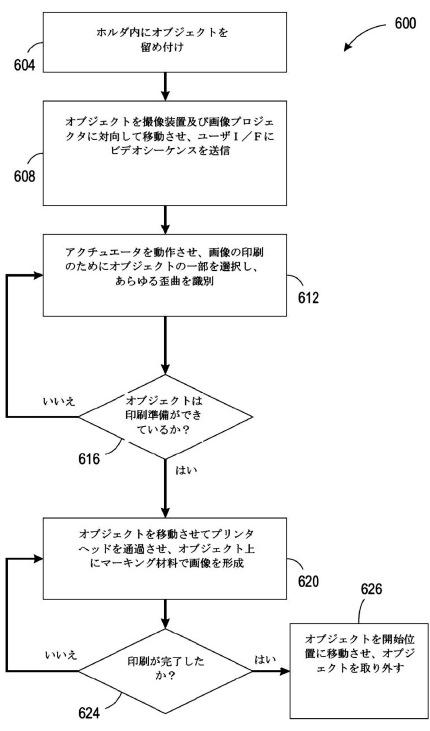 600
ホルダ内にオブジェクトを
留め付け
604
オブジェクトを撮像装置及び画像プロジェ
クタに対向して移動させ、ユーザI/Fに
ビデオシーケンスを送信
608
アクチュエータを動作させ、画像の印刷
のためにオブジェクトの一部を選択し、
あらゆる歪曲を識別
612
いいえ
オブジェクトは
印刷準備ができ
ているか？
616
はい
オブジェクトを移動させてプリンタ
ヘッドを通過させ、オブジェクト上
にマーキング材料で画像を形成
620
626
いいえ
印刷が完了した
か？
はい
624
オブジェクトを開始位
置に移動させ、オブジ
ェクトを取り外す